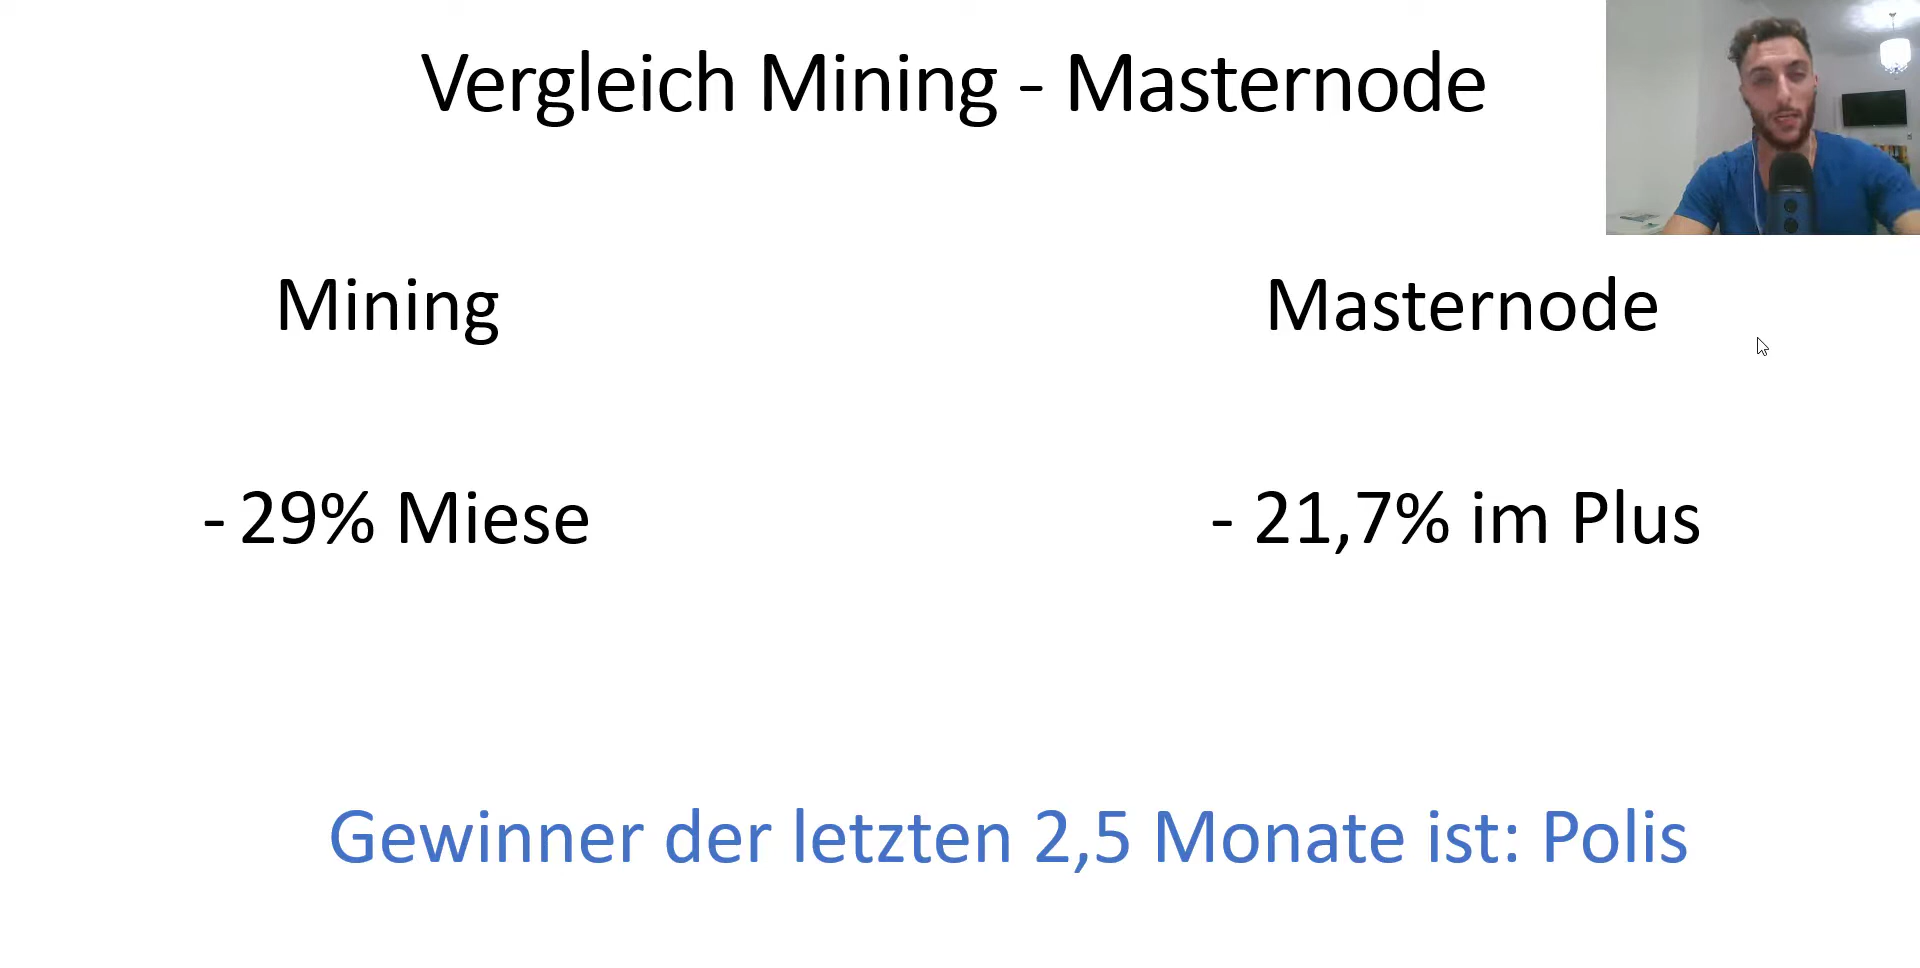 Vergleich Mining - Masternode
Mining
Masternode
- 29% Miese
- 21,7% im Plus
Gewinner der letzten 2,5 Monate ist: Polis